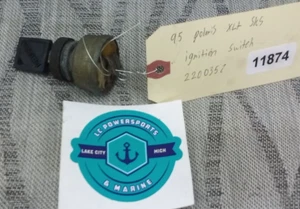 95 polaris XLT SKS
ignition switch
2200352
11874
LC POWERSPORTS
LAKE CITY
MICH
& MARINE